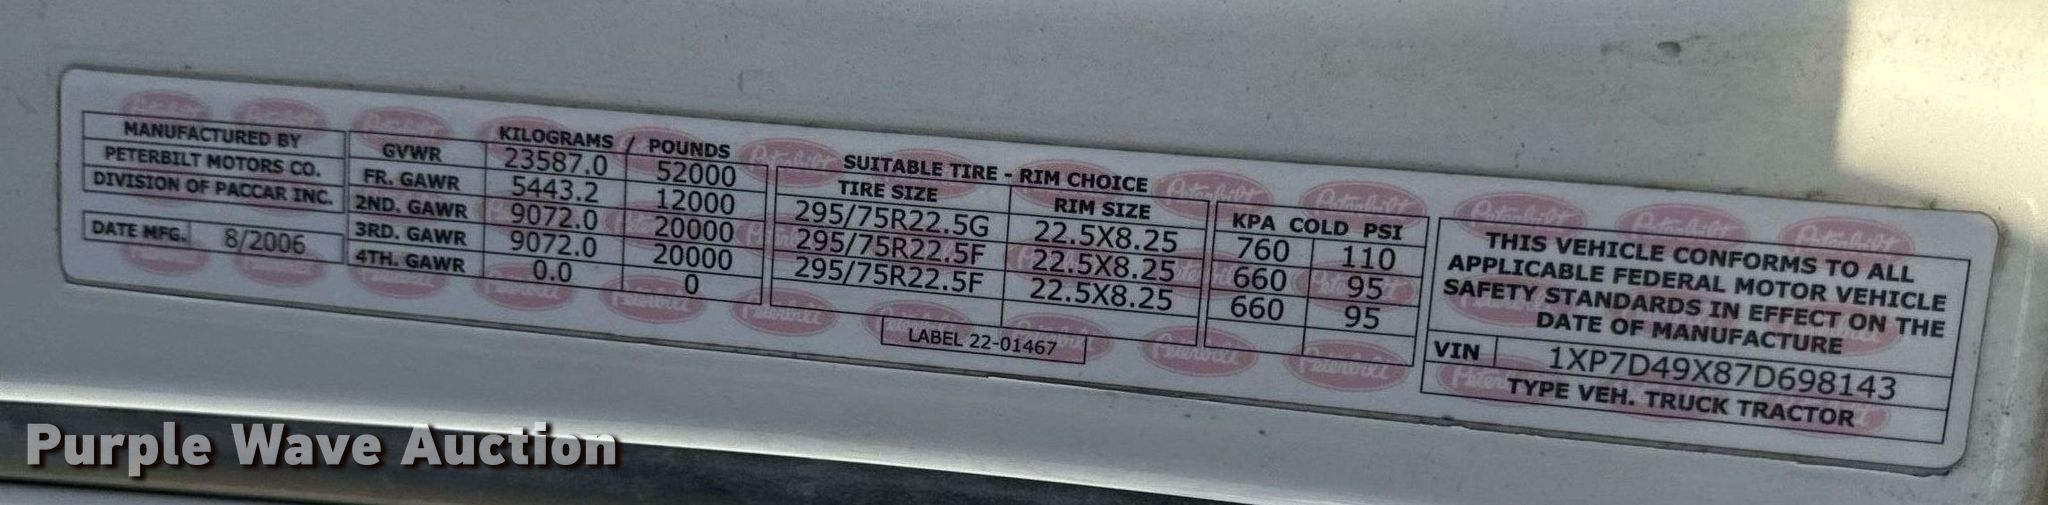 MANUFACTURED BY
PETERBILT MOTORS CO.
DIVISION OF PACCAR INC.
DATE MFG. 8/2006
KILOGRAMS / POUNDS
GVWR 23587.0 52000
FR. GAWR 5443.2 12000
2ND. GAWR 9072.0 20000
3RD. GAWR 9072.0 20000
4TH. GAWR 0.0 0
SUITABLE TIRE - RIM CHOICE
TIRE SIZE RIM SIZE
295/75R22.5G 22.5X8.25
295/75R22.5F 22.5X8.25
295/75R22.5F 22.5X8.25
KPA COLD PSI
760 110
660 95
660 95
LABEL 22-01467
THIS VEHICLE CONFORMS TO ALL
APPLICABLE FEDERAL MOTOR VEHICLE
SAFETY STANDARDS IN EFFECT ON THE
DATE OF MANUFACTURE
VIN 1XP7D49X87D698143
TYPE VEH. TRUCK TRACTOR
Peterbilt
Purple Wave Auction